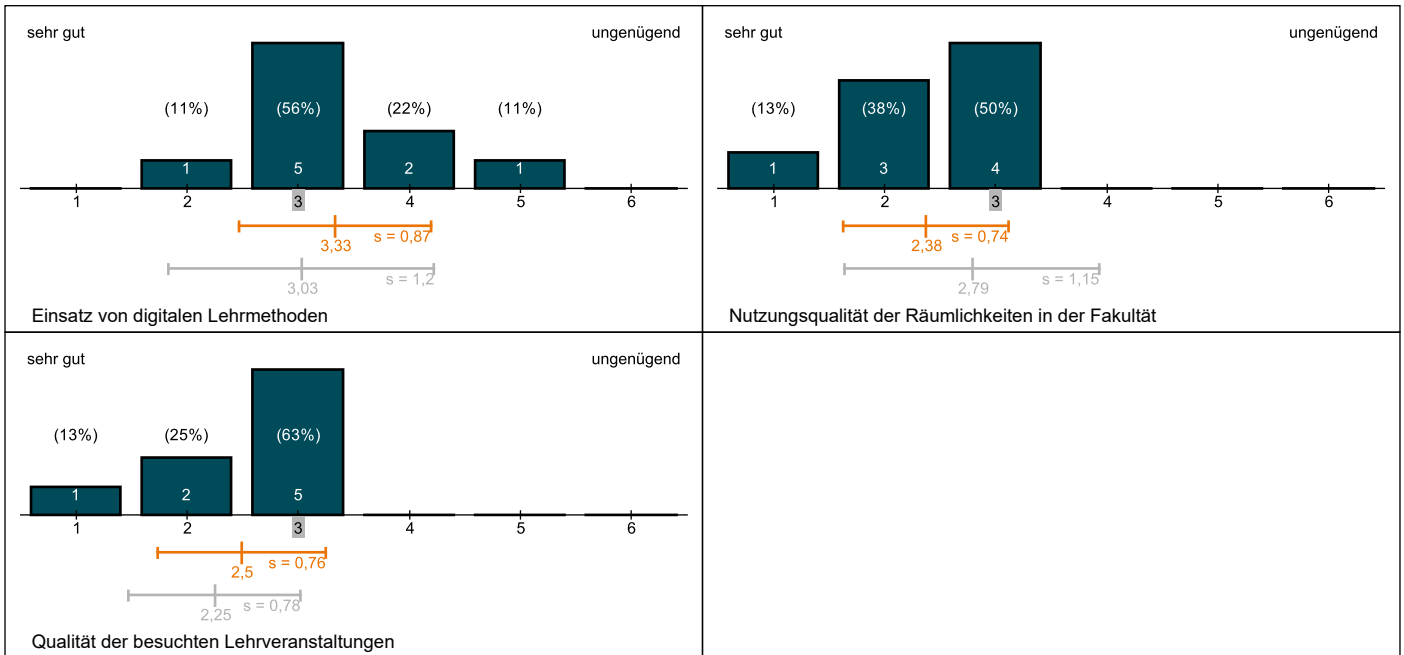 sehr gut ungenügend
(11%) (56%) (22%) (11%)
1 5 2 1
1 2 3 4 5 6
3,33 s = 0,87
3,03 s = 1,2
Einsatz von digitalen Lehrmethoden
sehr gut ungenügend
(13%) (38%) (50%)
1 3 4
1 2 3 4 5 6
2,38 s = 0,74
2,79 s = 1,15
Nutzungsqualität der Räumlichkeiten in der Fakultät
sehr gut ungenügend
(13%) (25%) (63%)
1 2 5
1 2 3 4 5 6
2,5 s = 0,76
2,25 s = 0,78
Qualität der besuchten Lehrveranstaltungen